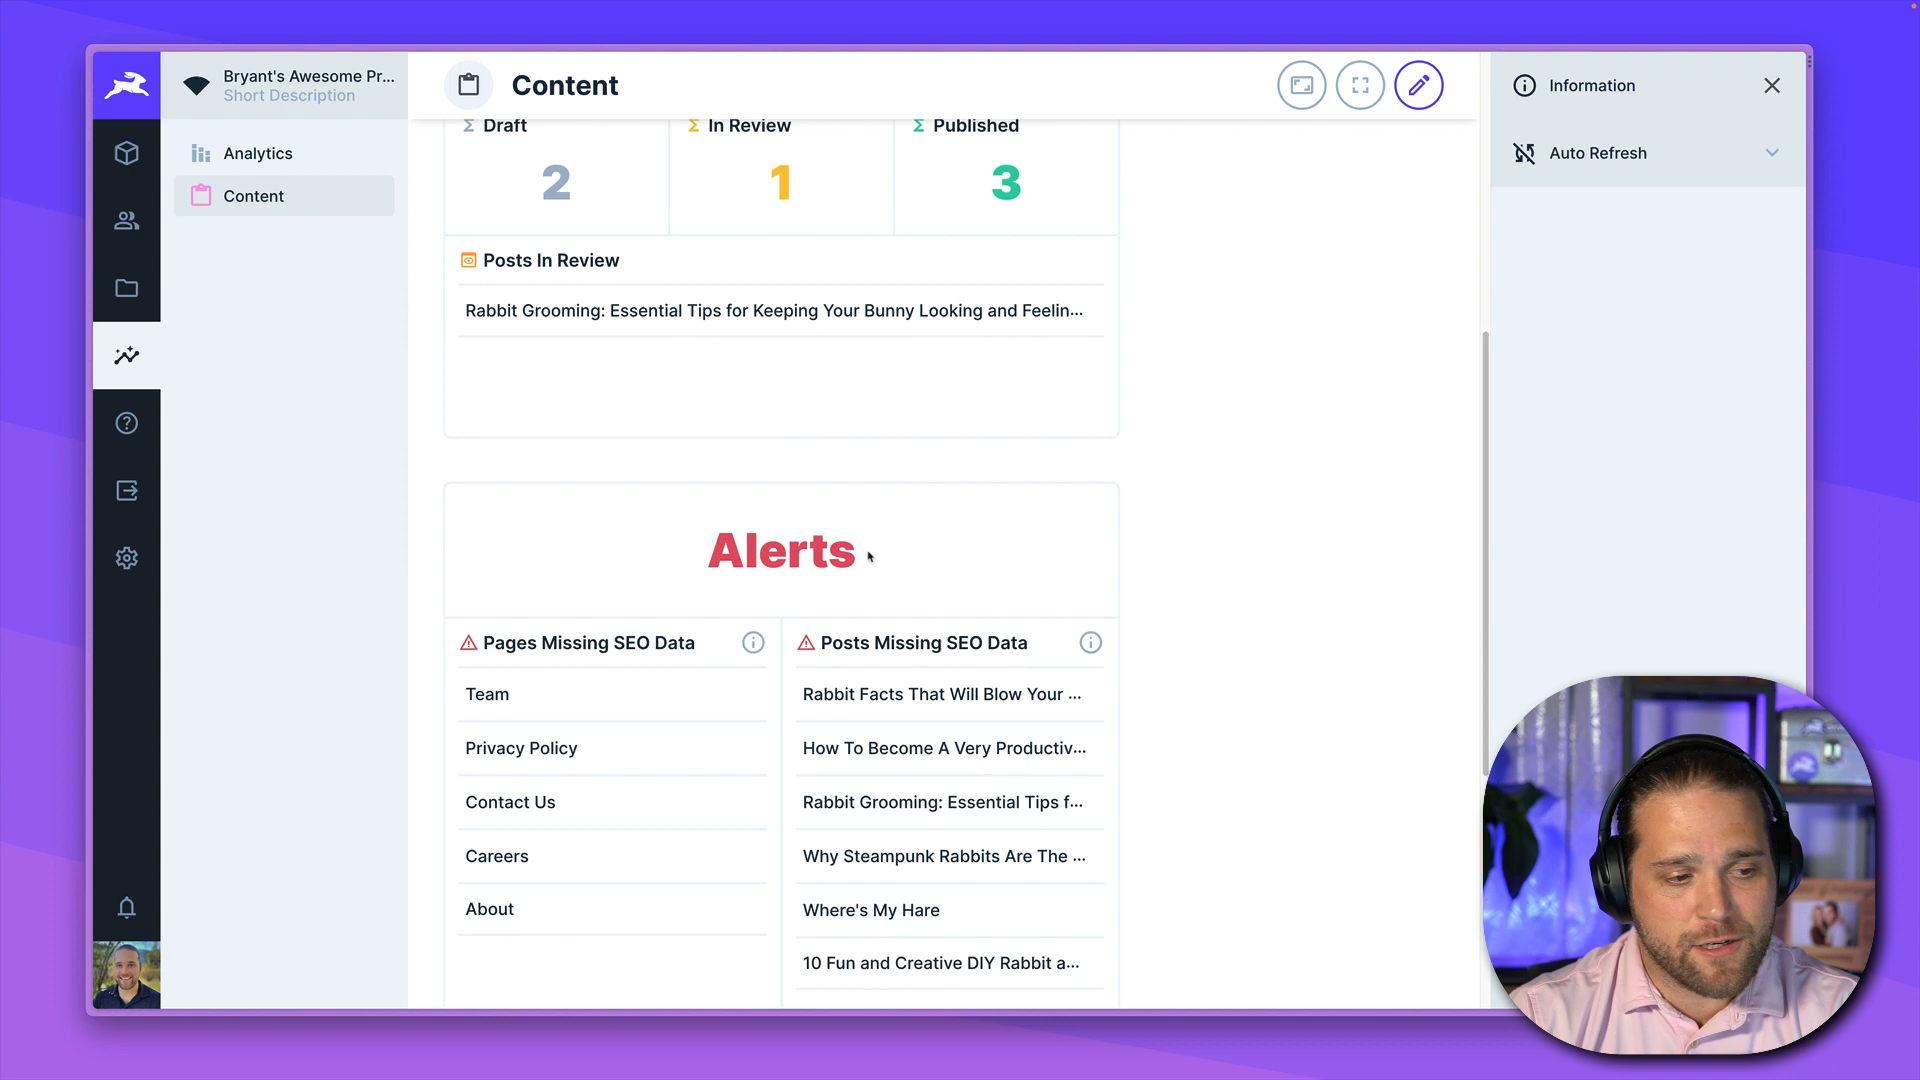 Bryant's Awesome Pr...
Short Description
Analytics
Content
Content
Draft
In Review
Published
2
1
3
Posts In Review
Rabbit Grooming: Essential Tips for Keeping Your Bunny Looking and Feelin...
Alerts
Pages Missing SEO Data
Team
Privacy Policy
Contact Us
Careers
About
Posts Missing SEO Data
Rabbit Facts That Will Blow Your ...
How To Become A Very Productiv...
Rabbit Grooming: Essential Tips f...
Why Steampunk Rabbits Are The ...
Where's My Hare
10 Fun and Creative DIY Rabbit a...
Information
Auto Refresh